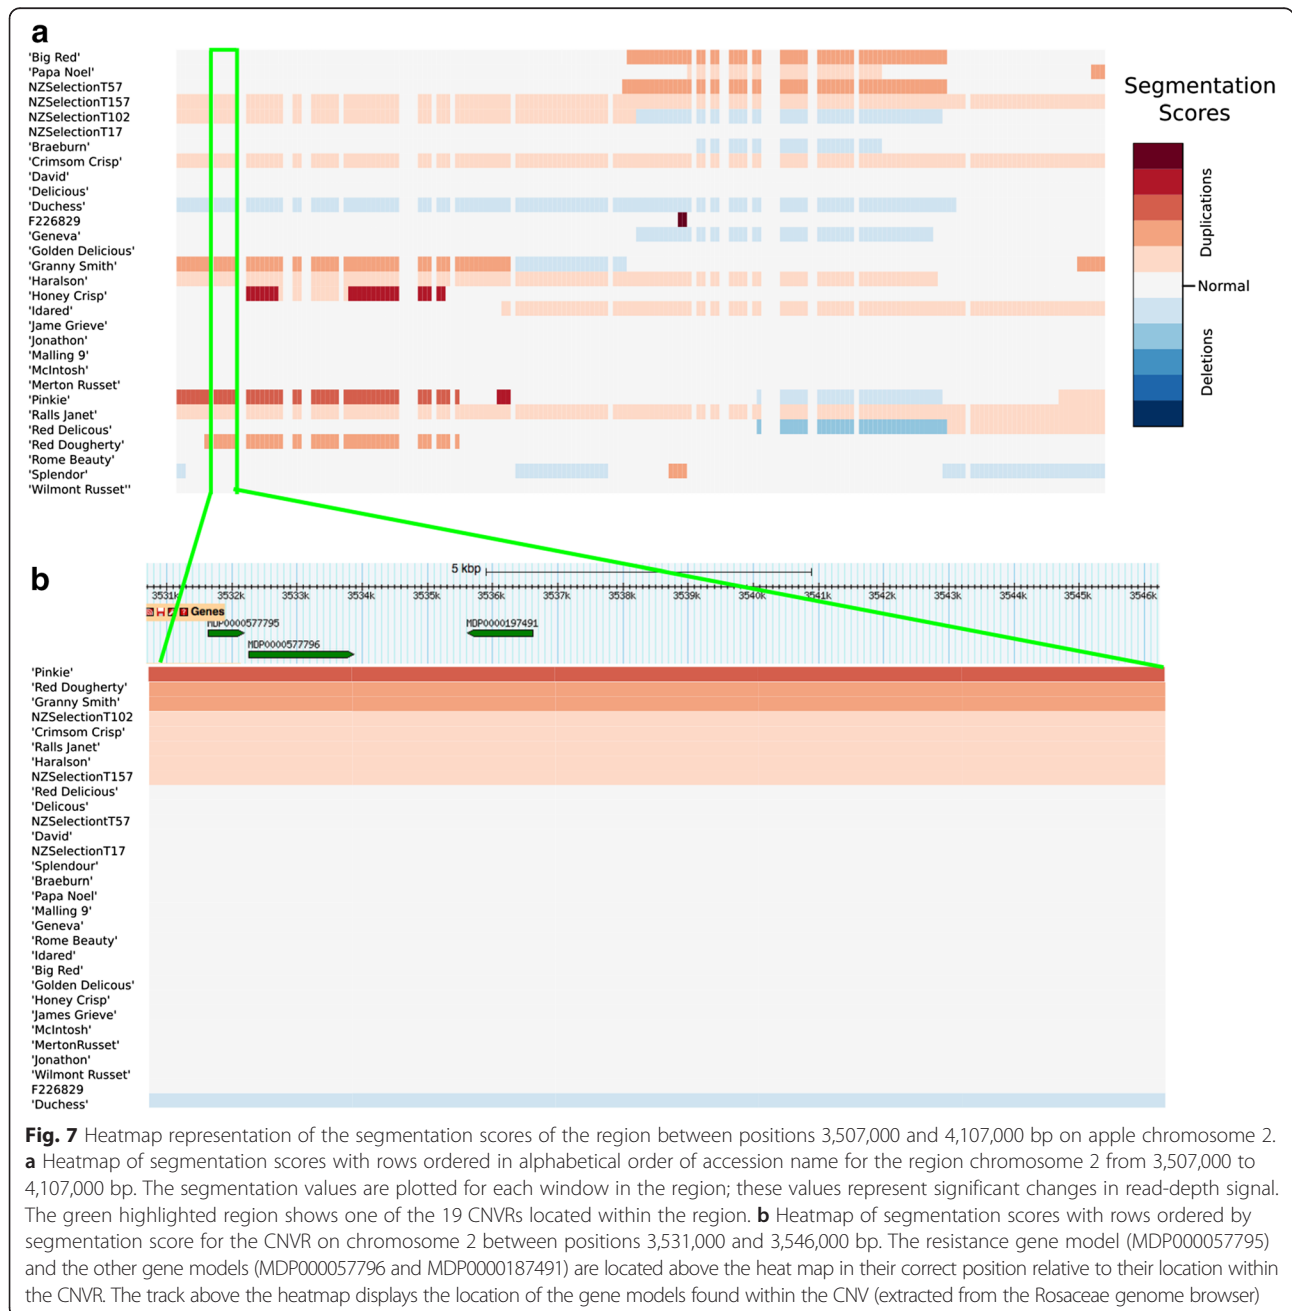 a
'Big Red'
'Papa Noel'
NZSelectionT57
NZSelectionT157
NZSelectionT102
NZSelectionT17
'Braeburn'
'Crimsom Crisp'
'David'
'Delicious'
'Duchess'
F226829
'Geneva'
'Golden Delicious'
'Granny Smith'
'Haralson'
'Honey Crisp'
'Idared'
'Jame Grieve'
'Jonathon'
'Malling 9'
'McIntosh'
'Merton Russet'
'Pinkie'
'Ralls Janet'
'Red Delicous'
'Red Dougherty'
'Rome Beauty'
'Splendor'
'Wilmont Russet''
Segmentation
Scores
Duplications
Normal
Deletions
b
5 kbp
3531k 3532k 3533k 3534k 3535k 3536k 3537k 3538k 3539k 3540k 3541k 3542k 3543k 3544k 3545k 3546k
Genes
MDP0000577795 MDP0000197491
MDP0000577796
'Pinkie'
'Red Dougherty'
'Granny Smith'
NZSelectionT102
'Crimsom Crisp'
'Ralls Janet'
'Haralson'
NZSelectionT157
'Red Delicious'
'Delicous'
NZSelectiontT57
'David'
NZSelectionT17
'Splendour'
'Braeburn'
'Papa Noel'
'Malling 9'
'Geneva'
'Rome Beauty'
'Idared'
'Big Red'
'Golden Delicous'
'Honey Crisp'
'James Grieve'
'McIntosh'
'MertonRusset'
'Jonathon'
'Wilmont Russet'
F226829
'Duchess'
Fig. 7 Heatmap representation of the segmentation scores of the region between positions 3,507,000 and 4,107,000 bp on apple chromosome 2.
a Heatmap of segmentation scores with rows ordered in alphabetical order of accession name for the region chromosome 2 from 3,507,000 to
4,107,000 bp. The segmentation values are plotted for each window in the region; these values represent significant changes in read-depth signal.
The green highlighted region shows one of the 19 CNVRs located within the region. b Heatmap of segmentation scores with rows ordered by
segmentation score for the CNVR on chromosome 2 between positions 3,531,000 and 3,546,000 bp. The resistance gene model (MDP000057795)
and the other gene models (MDP000057796 and MDP0000187491) are located above the heat map in their correct position relative to their location within
the CNVR. The track above the heatmap displays the location of the gene models found within the CNV (extracted from the Rosaceae genome browser)